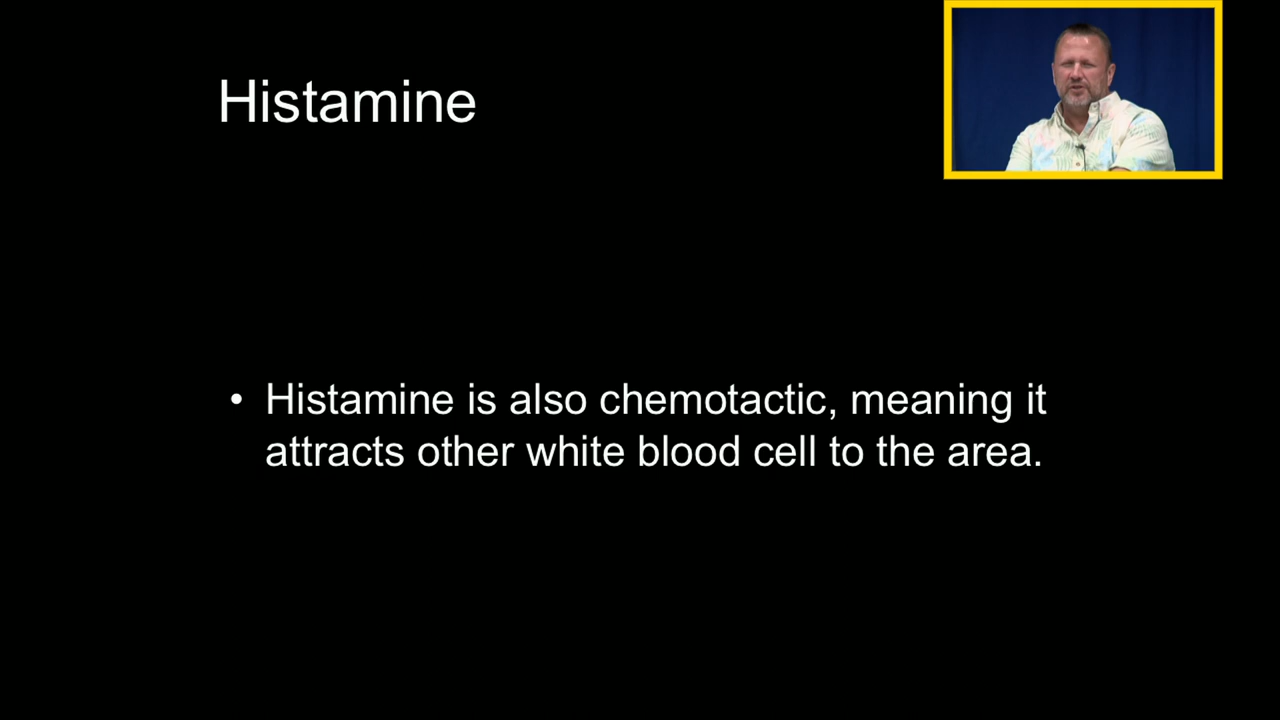 Histamine
• Histamine is also chemotactic, meaning it
attracts other white blood cell to the area.